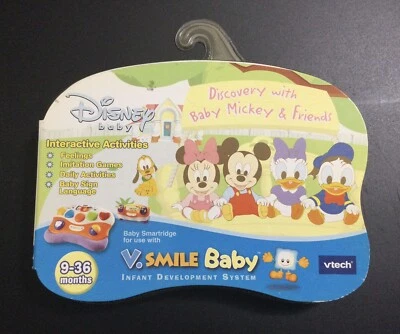 Disney
baby
Discovery with
Baby Mickey & Friends
Interactive Activities
Feelings
Imitation Games
Daily Activities
Baby Sign
Language
Baby Smartridge
for use with
V.SMILE Baby™
INFANT DEVELOPMENT SYSTEM
9-36
months
vtech